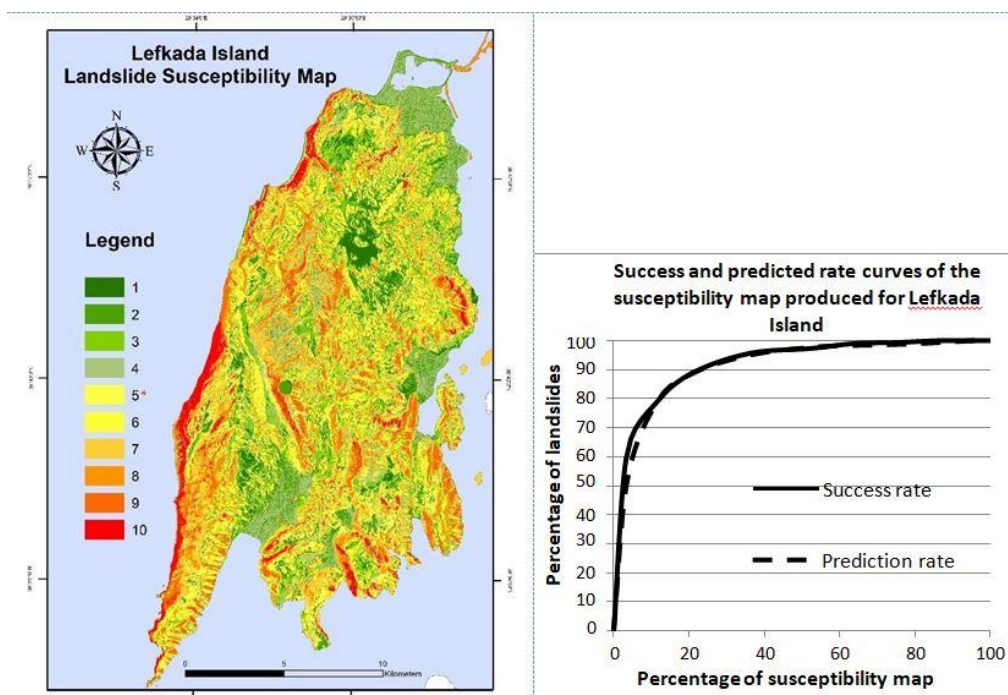 Lefkada Island
Landslide Susceptibility Map
N
W E
S
Legend
1
2
3
4
5*
6
7
8
9
10
0 5 10
Kilometers
Success and predicted rate curves of the
susceptibility map produced for Lefkada
Island
Percentage of landslides
100
90
80
70
60
50
40
30
20
10
0
Success rate
Prediction rate
0 20 40 60 80 100
Percentage of susceptibility map